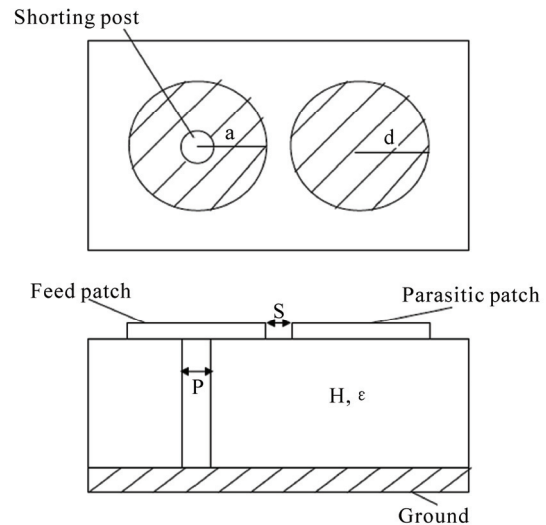 Shorting post
a
d
Feed patch
S
Parasitic patch
P
H, ε
Ground